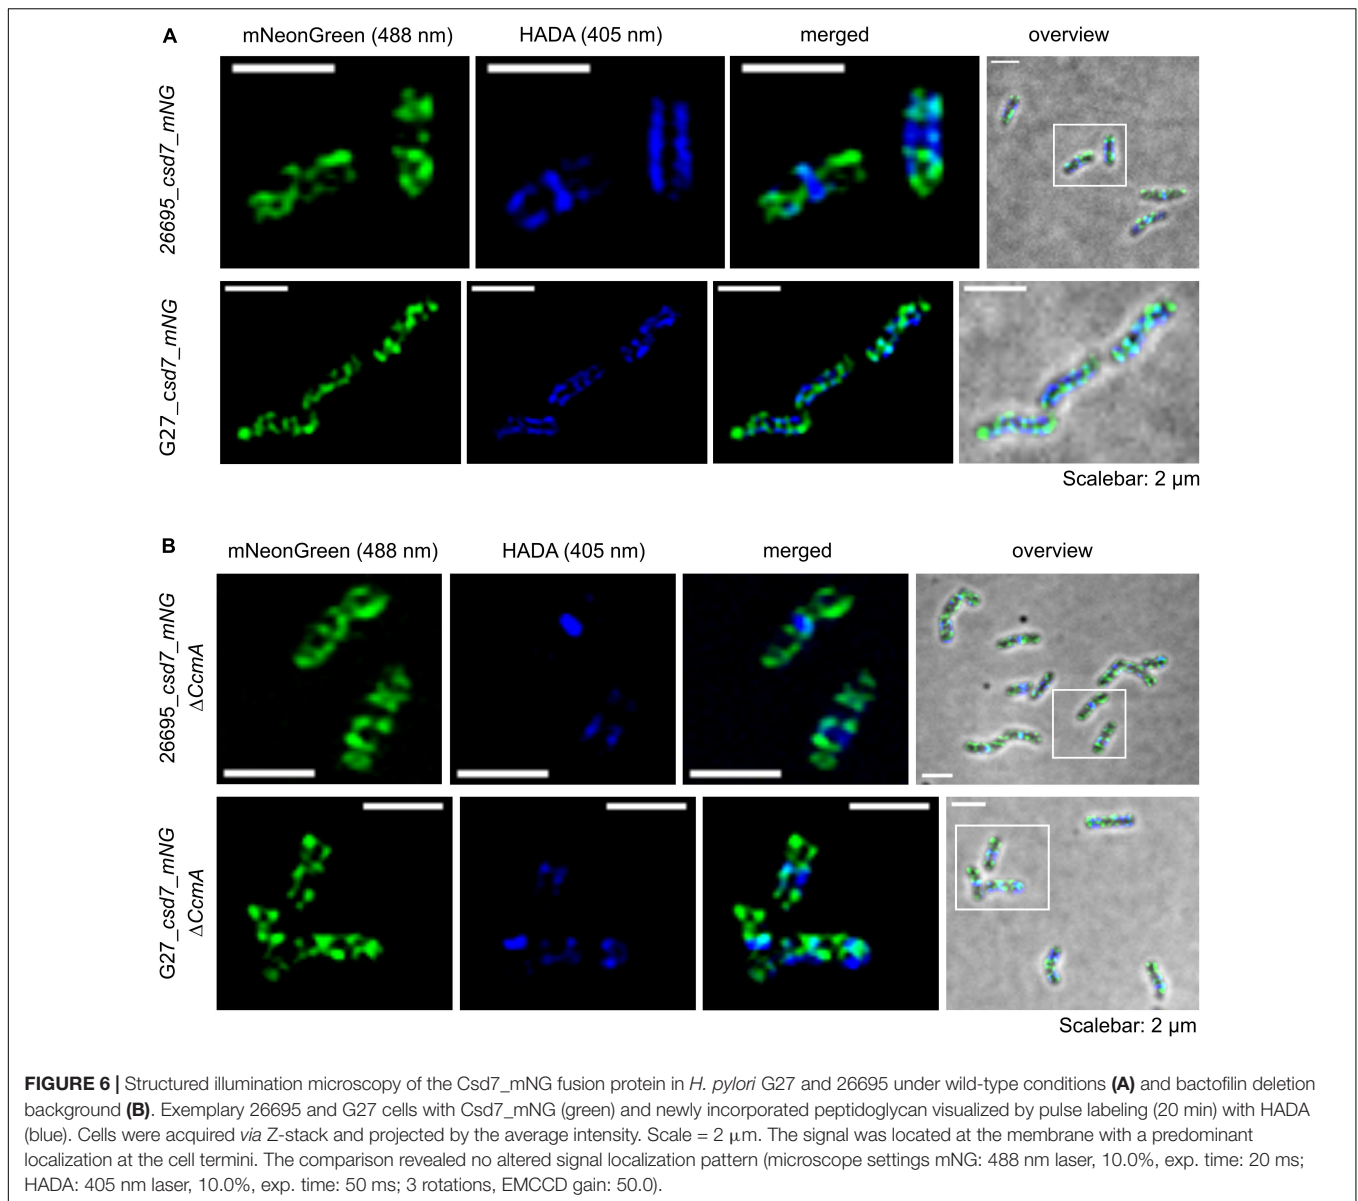 A
mNeonGreen (488 nm) HADA (405 nm) merged overview
26695_csd7_mNG
G27_csd7_mNG
Scalebar: 2 µm
B
mNeonGreen (488 nm) HADA (405 nm) merged overview
26695_csd7_mNG
ΔCcmA
G27_csd7_mNG
ΔCcmA
Scalebar: 2 µm
FIGURE 6 | Structured illumination microscopy of the Csd7_mNG fusion protein in H. pylori G27 and 26695 under wild-type conditions (A) and bactofilin deletion
background (B). Exemplary 26695 and G27 cells with Csd7_mNG (green) and newly incorporated peptidoglycan visualized by pulse labeling (20 min) with HADA
(blue). Cells were acquired via Z-stack and projected by the average intensity. Scale = 2 µm. The signal was located at the membrane with a predominant
localization at the cell termini. The comparison revealed no altered signal localization pattern (microscope settings mNG: 488 nm laser, 10.0%, exp. time: 20 ms;
HADA: 405 nm laser, 10.0%, exp. time: 50 ms; 3 rotations, EMCCD gain: 50.0).